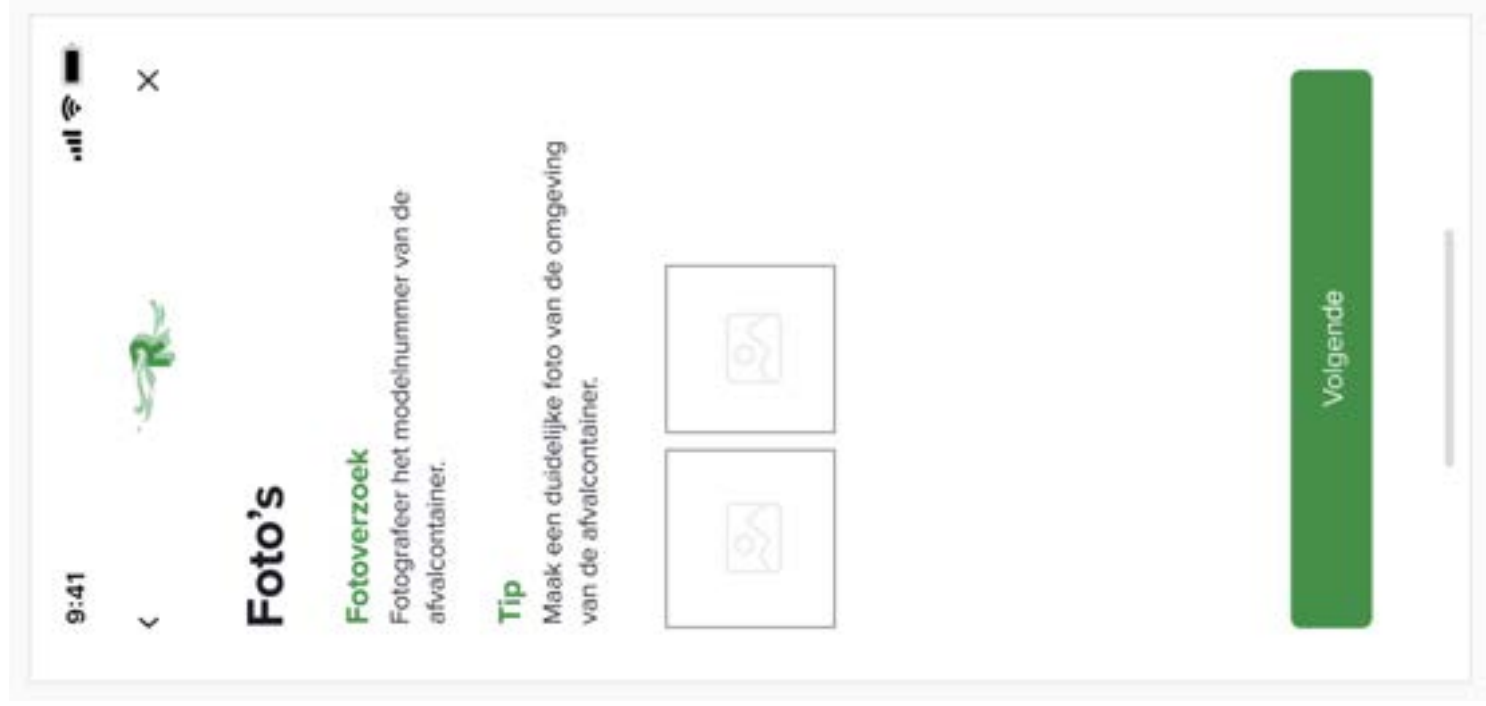 9:41
R
Foto's
Fotoverzoek
Fotografeer het modelnummer van de
afvalcontainer.
Tip
Maak een duidelijke foto van de omgeving
van de afvalcontainer.
Volgende